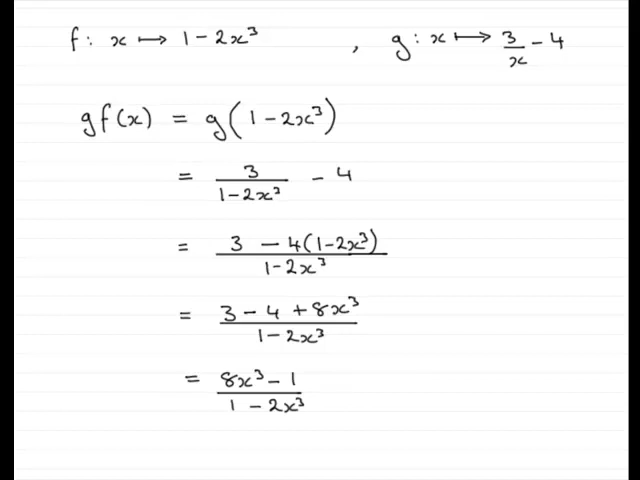 f : x ⟼ 1 - 2x³ , g : x ⟼ 3/x - 4
gf(x) = g(1 - 2x³)
= 3/(1 - 2x³) - 4
= (3 - 4(1 - 2x³))/(1 - 2x³)
= (3 - 4 + 8x³)/(1 - 2x³)
= (8x³ - 1)/(1 - 2x³)